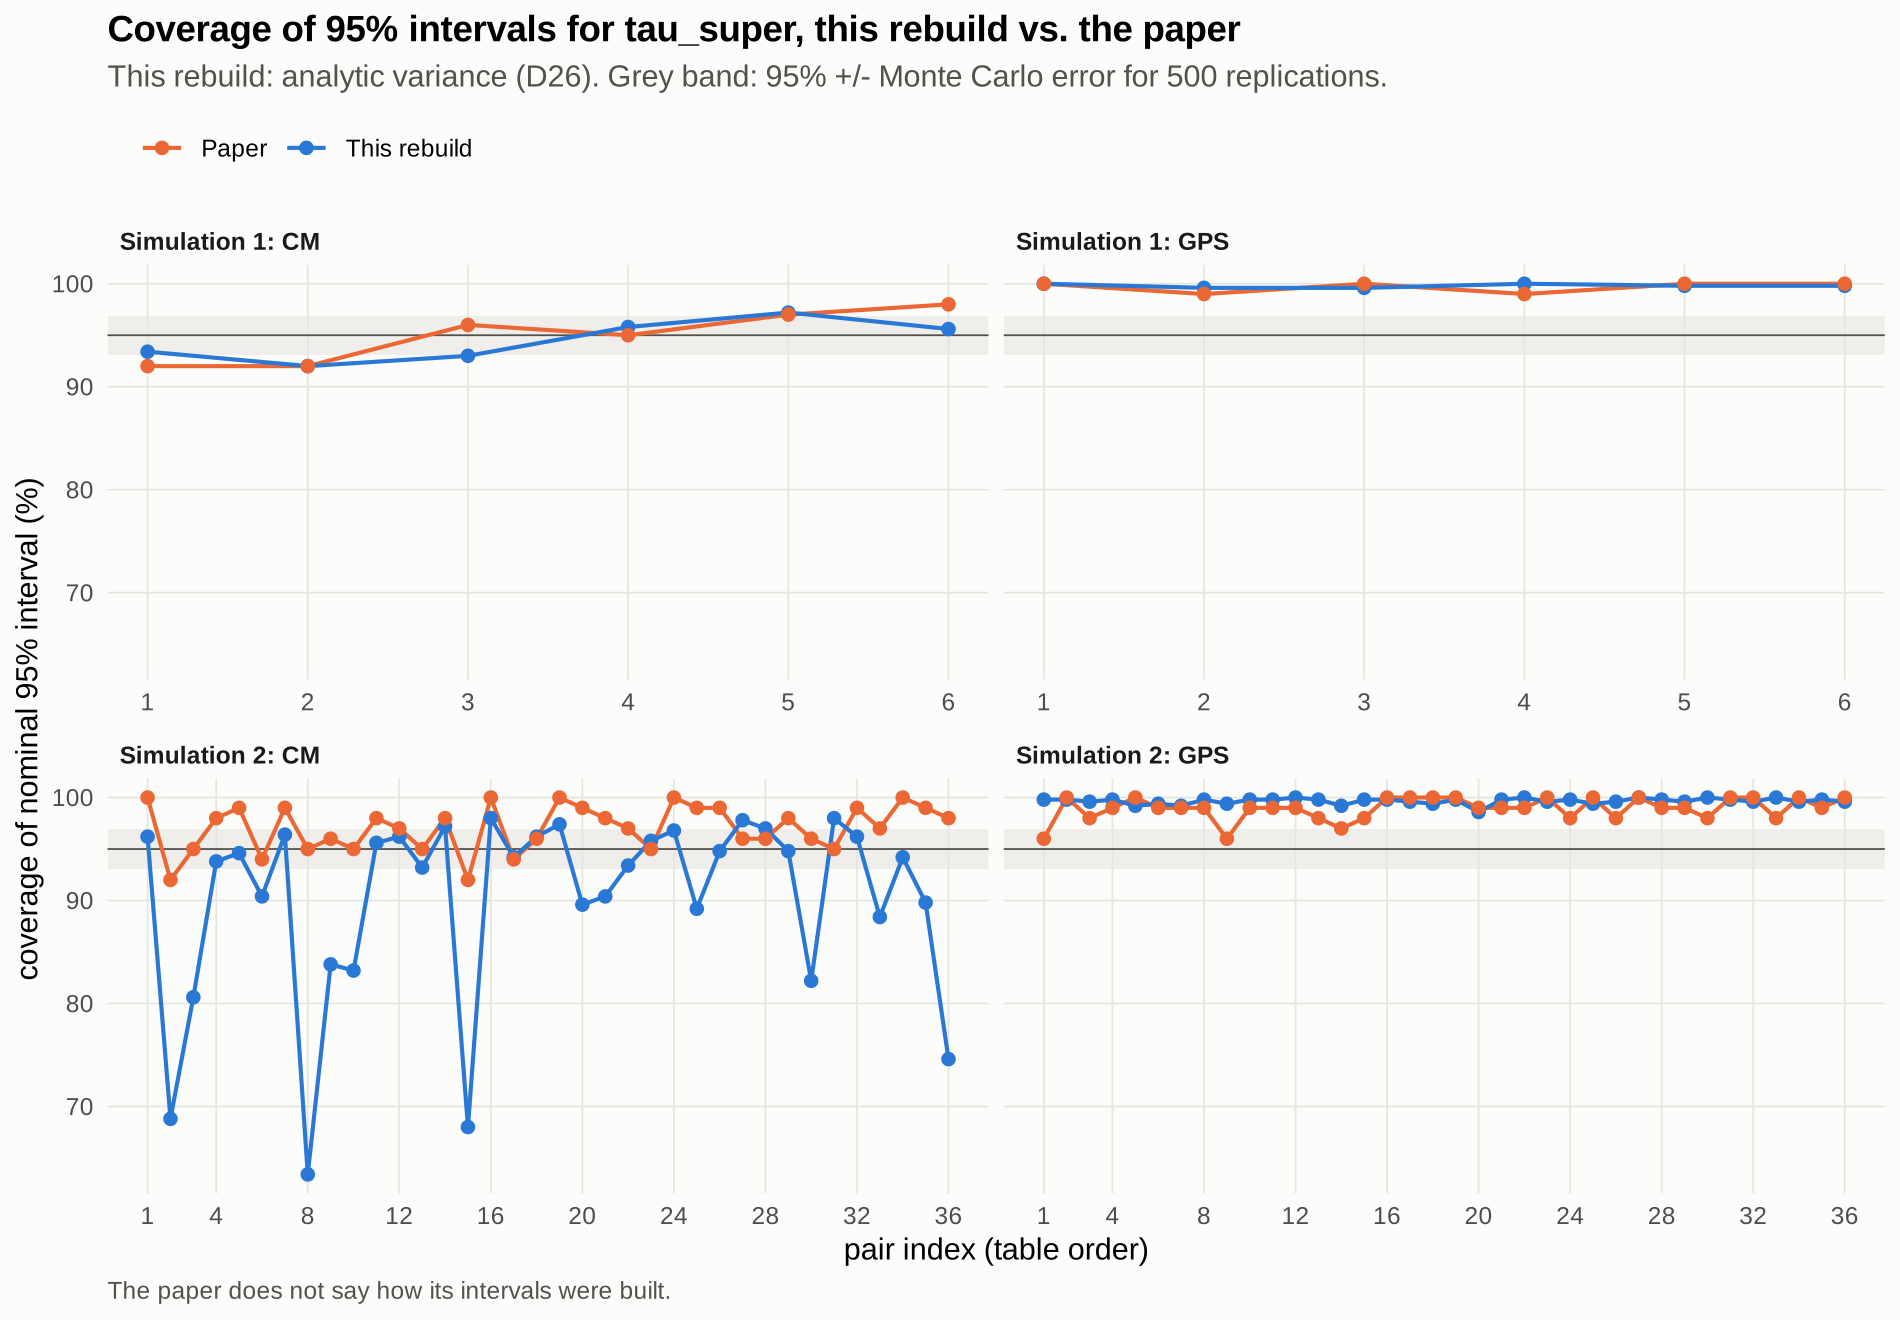 Coverage of 95% intervals for tau_super, this rebuild vs. the paper
This rebuild: analytic variance (D26). Grey band: 95% +/- Monte Carlo error for 500 replications.
Paper This rebuild
Simulation 1: CM
Simulation 1: GPS
100
90
80
70
1 2 3 4 5 6
1 2 3 4 5 6
coverage of nominal 95% interval (%)
Simulation 2: CM
Simulation 2: GPS
100
90
80
70
1 4 8 12 16 20 24 28 32 36
1 4 8 12 16 20 24 28 32 36
pair index (table order)
The paper does not say how its intervals were built.